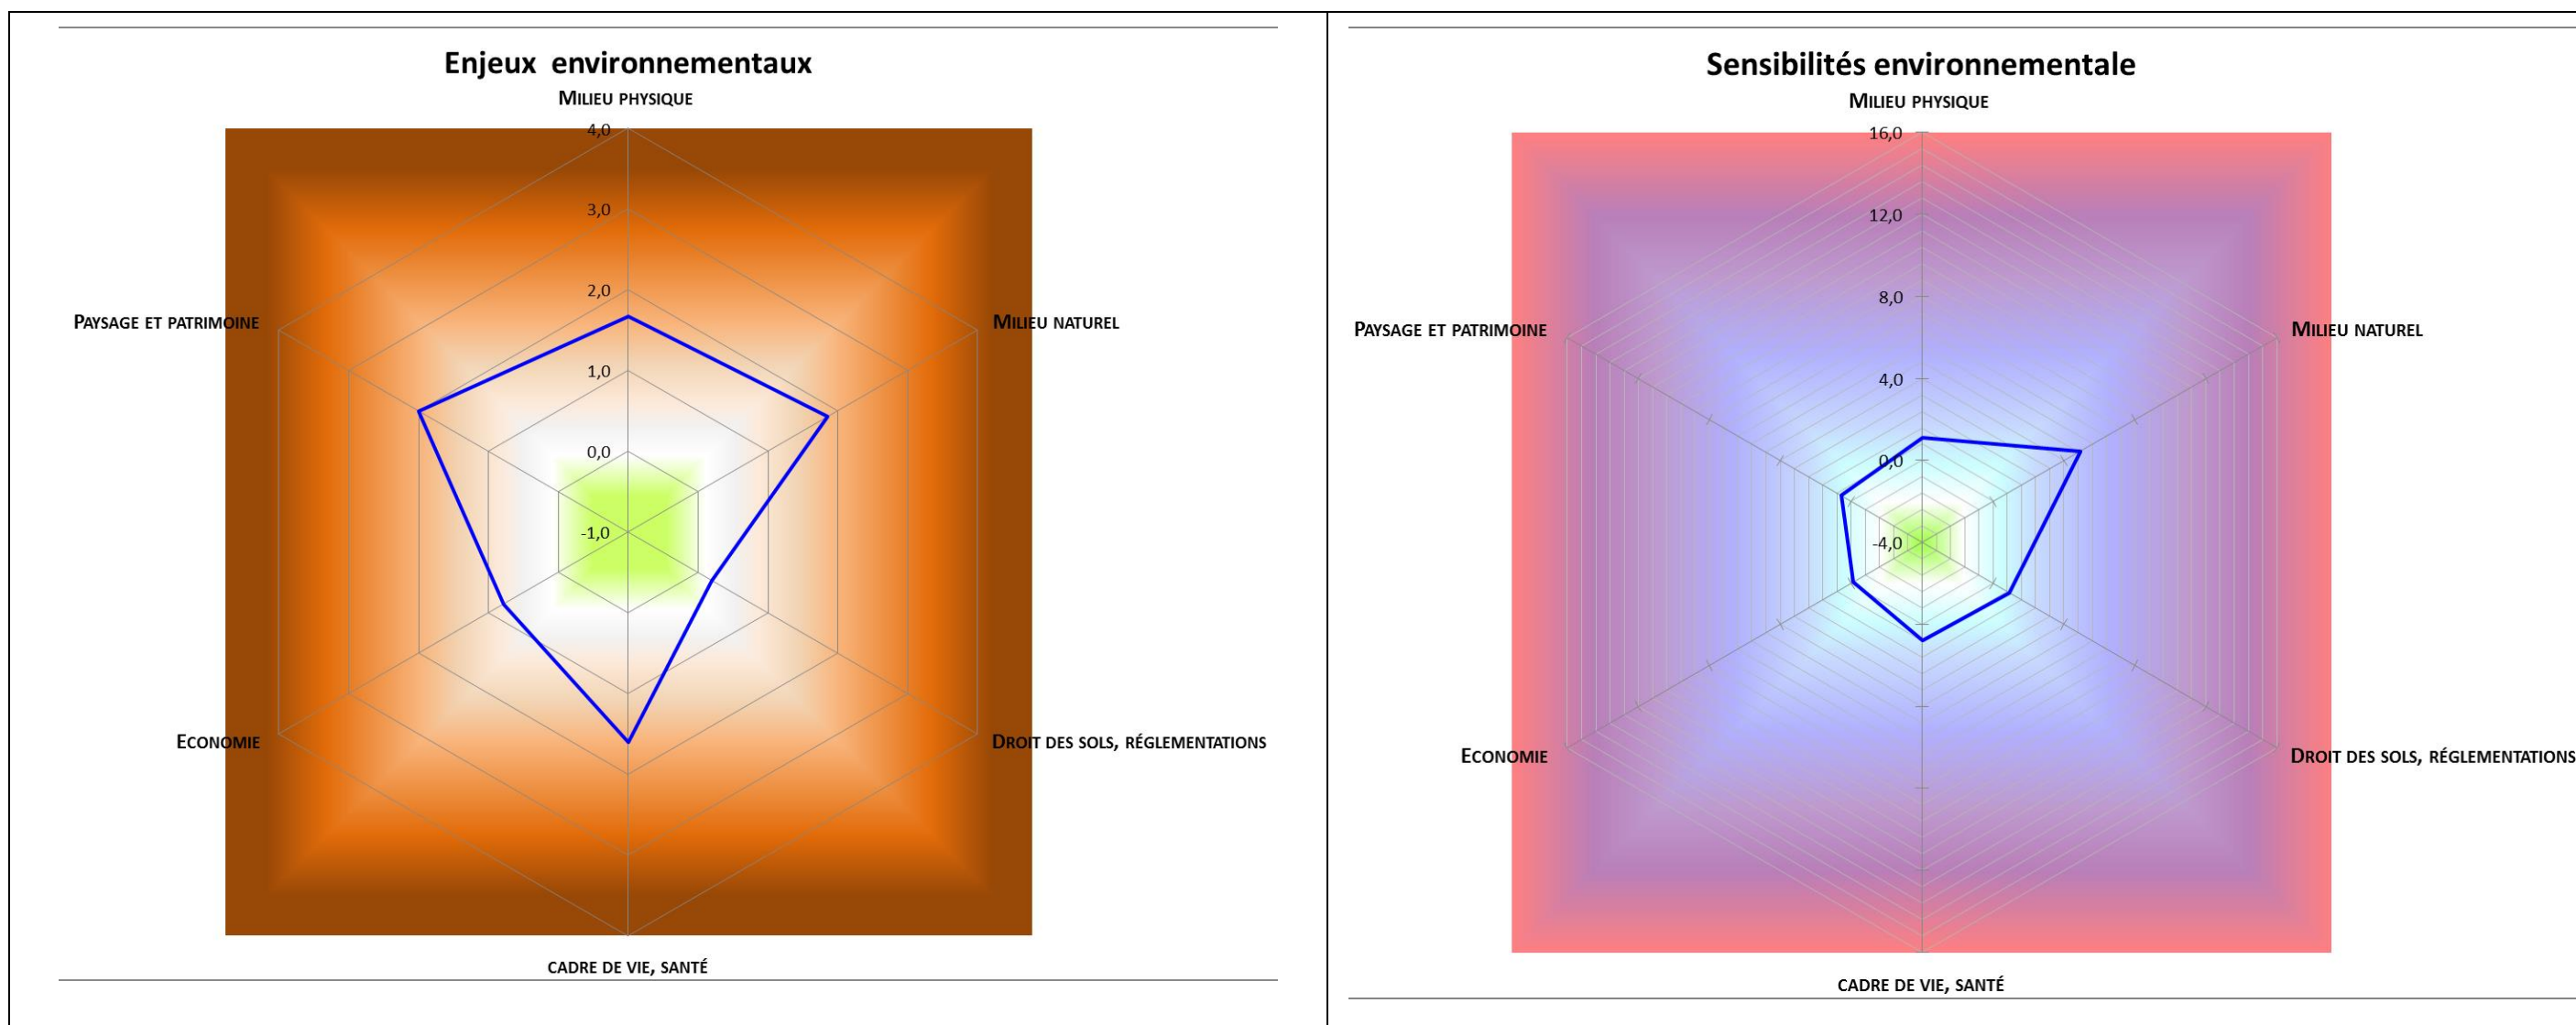 Enjeux environnementaux
MILIEU PHYSIQUE
4,0
3,0
2,0
1,0
0,0
-1,0
PAYSAGE ET PATRIMOINE
MILIEU NATUREL
ECONOMIE
DROIT DES SOLS, RÉGLEMENTATIONS
CADRE DE VIE, SANTÉ
Sensibilités environnementale
MILIEU PHYSIQUE
16,0
12,0
8,0
4,0
0,0
-4,0
PAYSAGE ET PATRIMOINE
MILIEU NATUREL
ECONOMIE
DROIT DES SOLS, RÉGLEMENTATIONS
CADRE DE VIE, SANTÉ